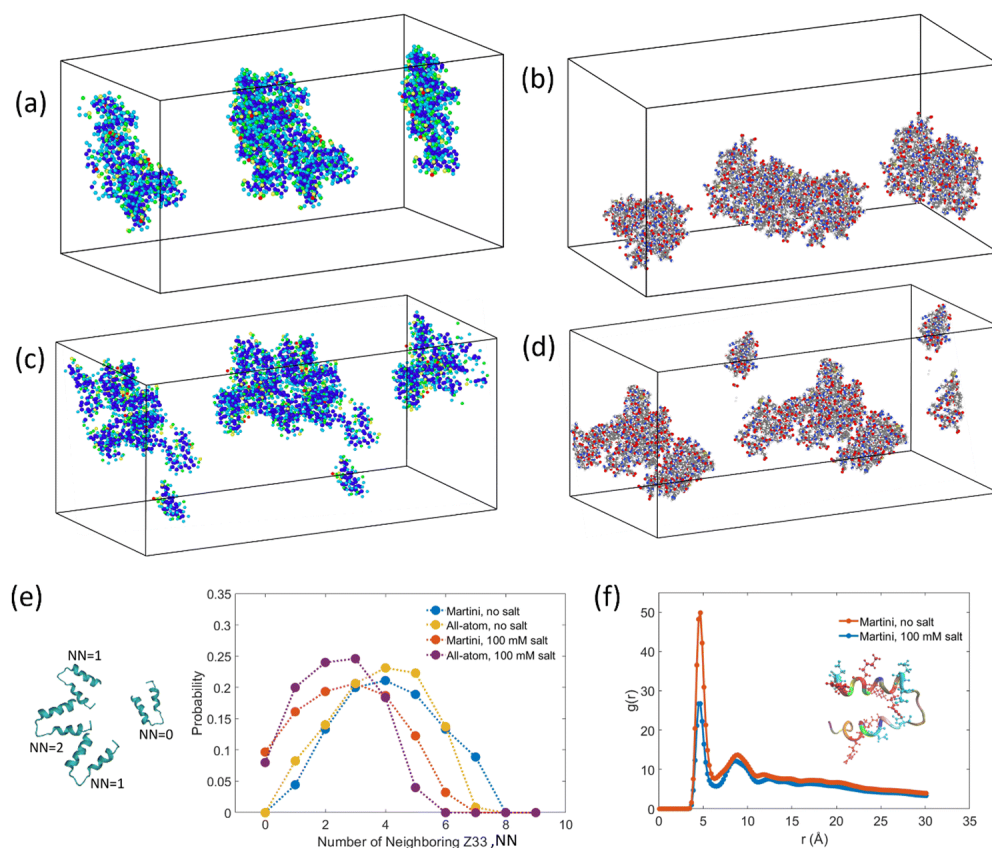 (a)
(b)
(c)
(d)
(e)
NN=1
NN=2
NN=0
NN=1
0.35
0.3
0.25
0.2
0.15
0.1
0.05
0
Probability
Martini, no salt
All-atom, no salt
Martini, 100 mM salt
All-atom, 100 mM salt
0 2 4 6 8 10
Number of Neighboring Z33 ,NN
(f)
50
40
30
20
10
0
g(r)
Martini, no salt
Martini, 100 mM salt
0 5 10 15 20 25 30 35
r (Å)